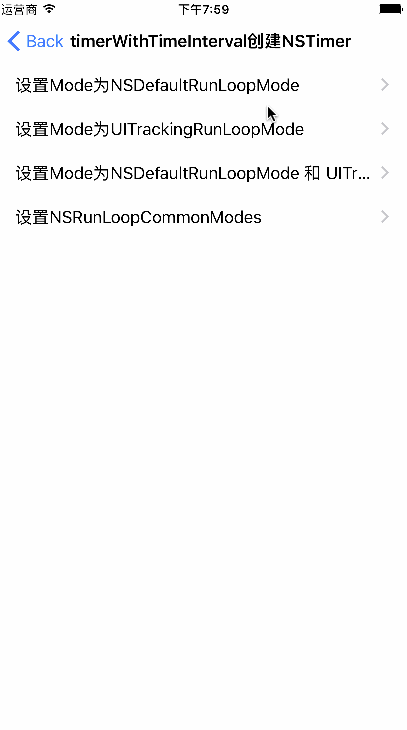 运营商 下午7:59
Back timerWithTimeInterval创建NSTimer
设置Mode为NSDefaultRunLoopMode
设置Mode为UITrackingRunLoopMode
设置Mode为NSDefaultRunLoopMode 和 UITr...
设置NSRunLoopCommonModes